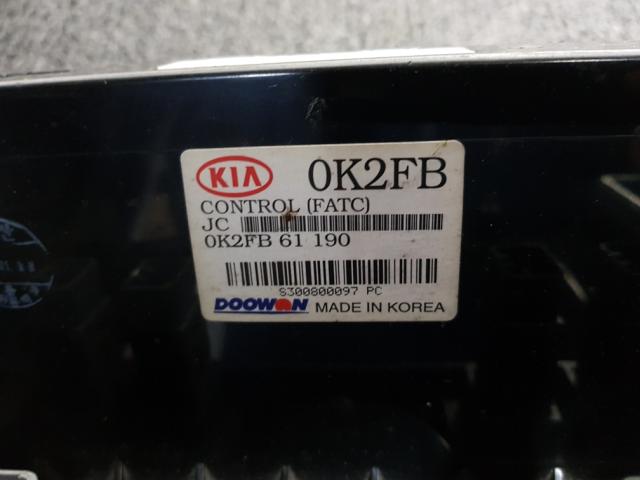 KIA 0K2FB
CONTROL (FATC)
JC
0K2FB 61 190
S300800097 PC
DOOWON MADE IN KOREA